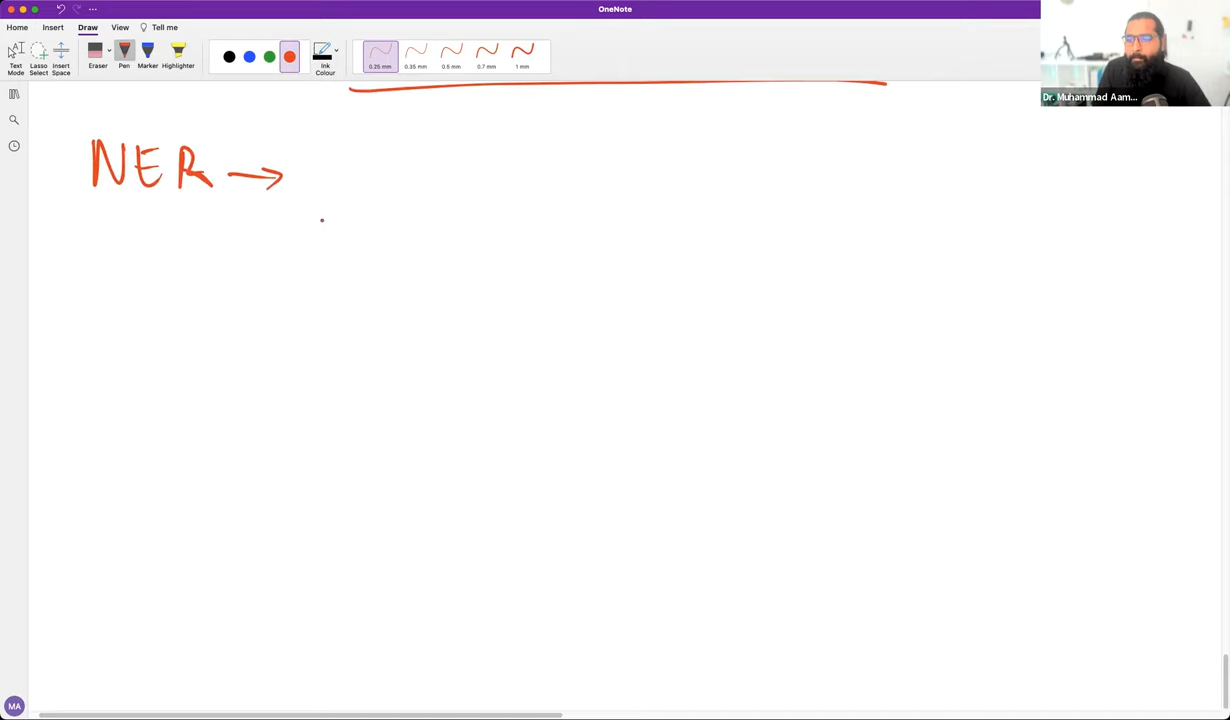 OneNote
Home Insert Draw View Tell me
Text Mode
Lasso Select
Insert Space
Eraser
Pen
Marker
Highlighter
Ink Colour
0.25 mm
0.35 mm
0.5 mm
0.7 mm
1 mm
Dr. Muhammad Aam...
NER →
MA